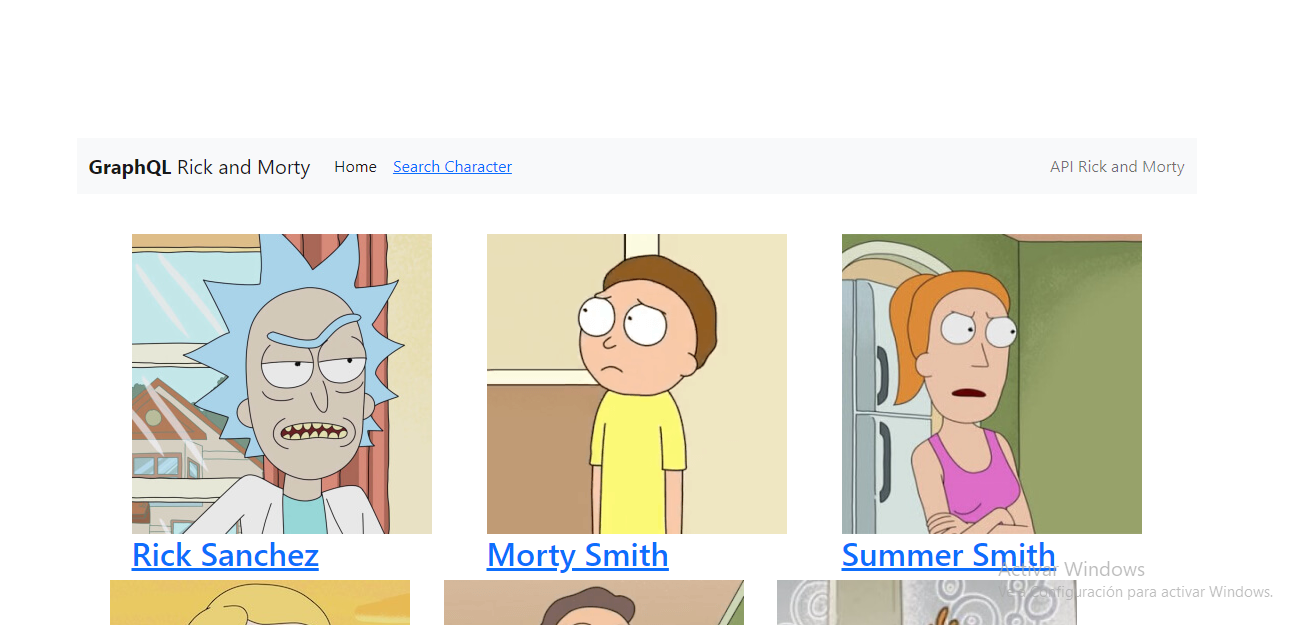 GraphQL Rick and Morty Home Search Character API Rick and Morty
Rick Sanchez Morty Smith Summer Smith
Activar Windows
Ve a Configuración para activar Windows.